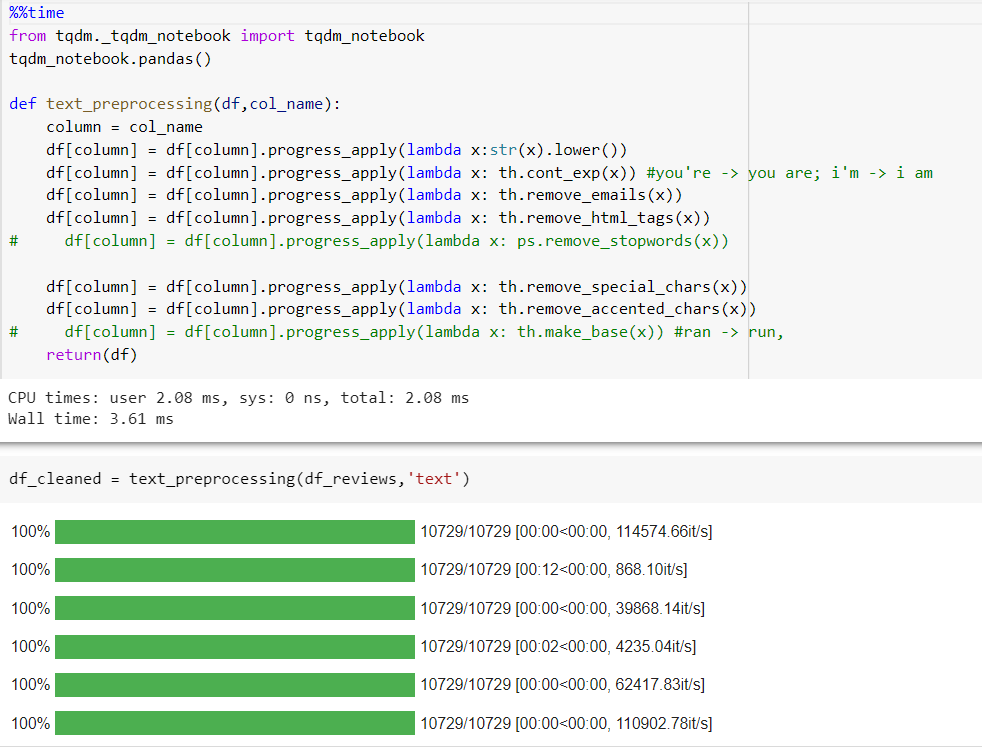 %%time
from tqdm._tqdm_notebook import tqdm_notebook
tqdm_notebook.pandas()
def text_preprocessing(df,col_name):
    column = col_name
    df[column] = df[column].progress_apply(lambda x:str(x).lower())
    df[column] = df[column].progress_apply(lambda x: th.cont_exp(x)) #you're -> you are; i'm -> i am
    df[column] = df[column].progress_apply(lambda x: th.remove_emails(x))
    df[column] = df[column].progress_apply(lambda x: th.remove_html_tags(x))
#     df[column] = df[column].progress_apply(lambda x: ps.remove_stopwords(x))
    df[column] = df[column].progress_apply(lambda x: th.remove_special_chars(x))
    df[column] = df[column].progress_apply(lambda x: th.remove_accented_chars(x))
#     df[column] = df[column].progress_apply(lambda x: th.make_base(x)) #ran -> run,
    return(df)
CPU times: user 2.08 ms, sys: 0 ns, total: 2.08 ms
Wall time: 3.61 ms
df_cleaned = text_preprocessing(df_reviews,'text')
100% 10729/10729 [00:00<00:00, 114574.66it/s]
100% 10729/10729 [00:12<00:00, 868.10it/s]
100% 10729/10729 [00:00<00:00, 39868.14it/s]
100% 10729/10729 [00:02<00:00, 4235.04it/s]
100% 10729/10729 [00:00<00:00, 62417.83it/s]
100% 10729/10729 [00:00<00:00, 110902.78it/s]